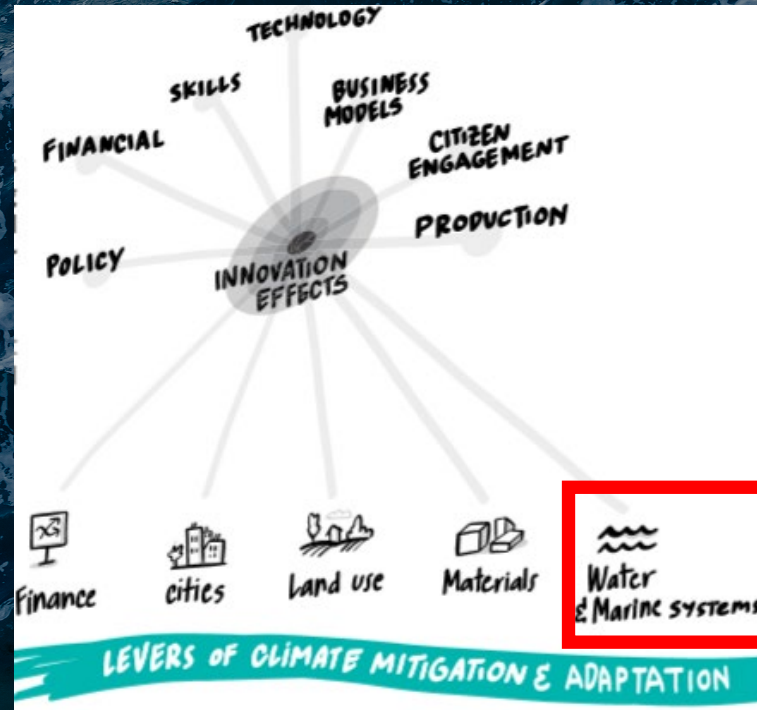 TECHNOLOGY
SKILLS
BUSINESS
MODELS
FINANCIAL
CITIZEN
ENGAGEMENT
PRODUCTION
POLICY
INNOVATION
EFFECTS
Finance
cities
Land use
Materials
Water
& Marine systems
LEVERS OF CLIMATE MITIGATION & ADAPTATION